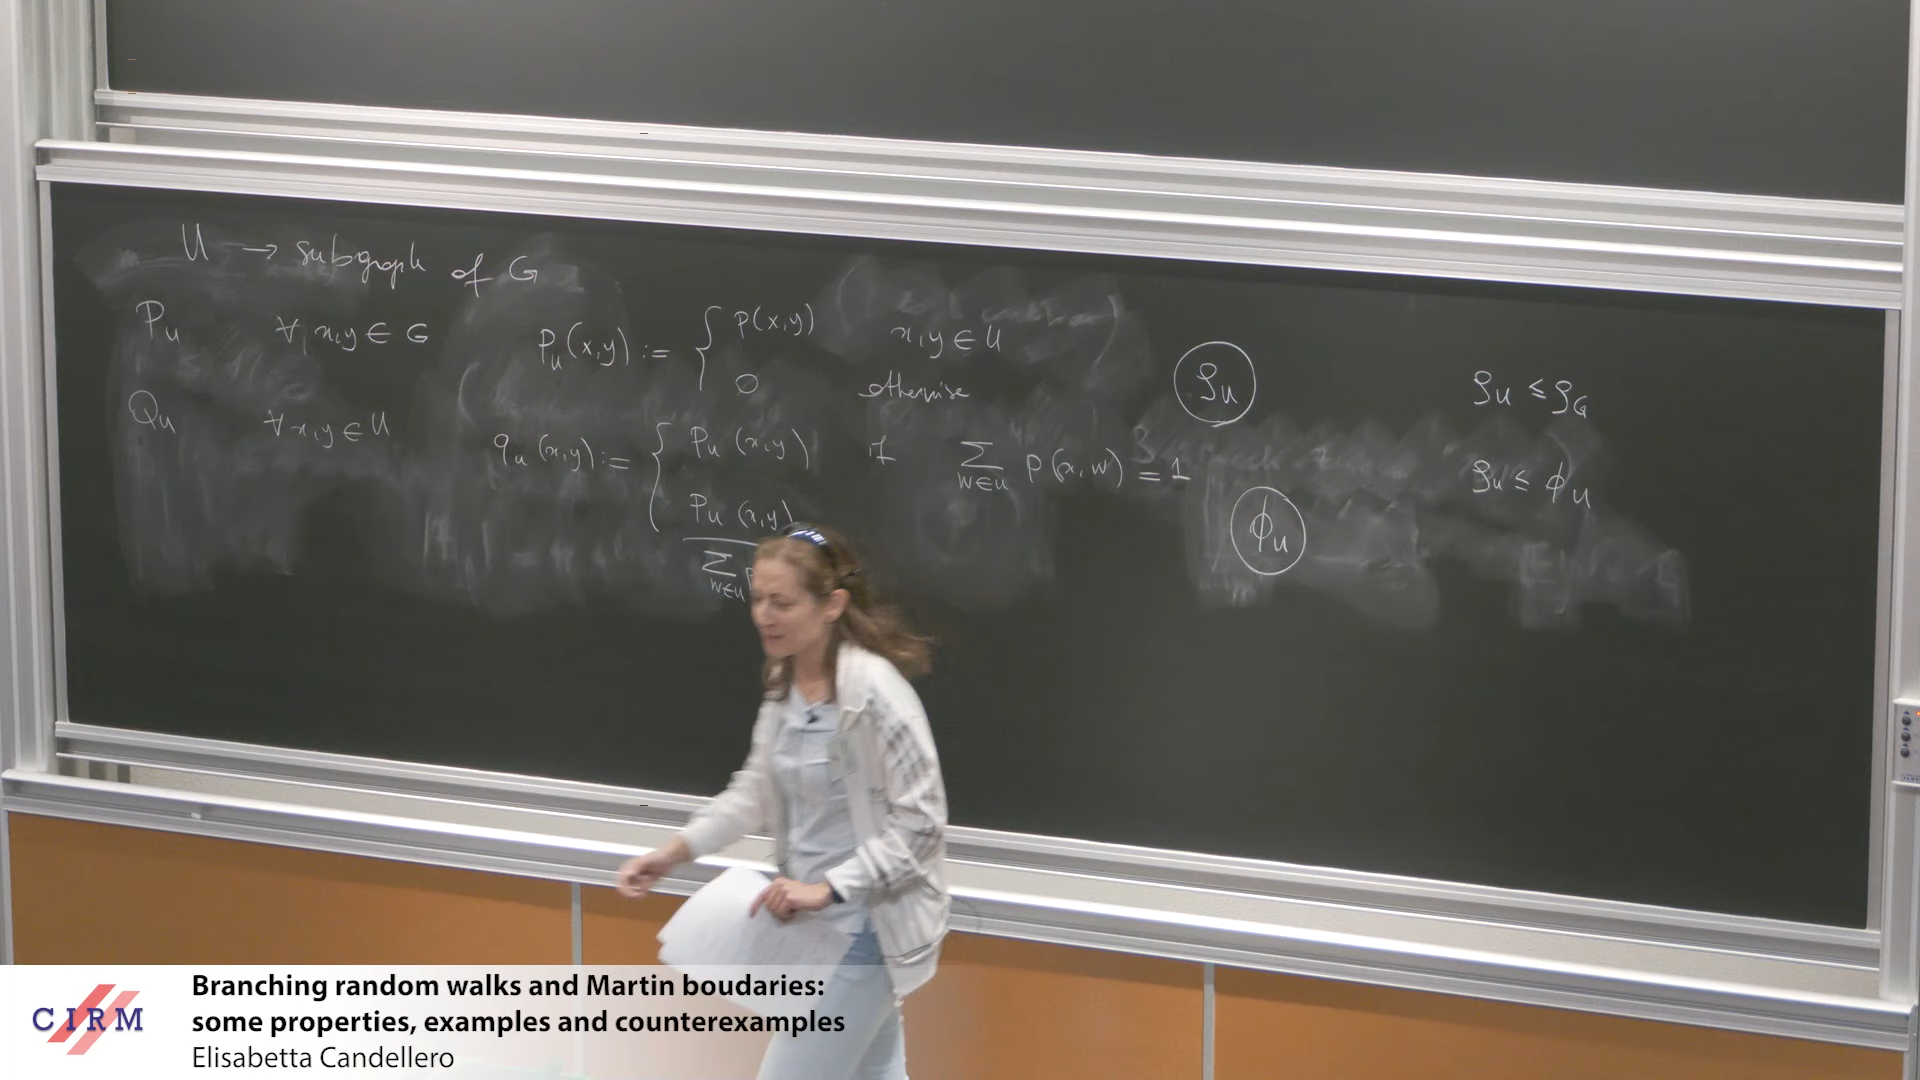 U → subgraph of G
P_U ∀ x,y ∈ G p_U(x,y) := { p(x,y) x,y ∈ U
0 otherwise
ρ_U ρ_U ≤ ρ_G
Q_U ∀ x,y ∈ U q_U(x,y) := { P_U(x,y) if Σ_{w∈U} p(x,w) = 1
ρ_U ≤ ϕ_U
P_U(x,y)
Σ_{w∈U} p
ϕ_U
CIRM
Branching random walks and Martin boudaries:
some properties, examples and counterexamples
Elisabetta Candellero